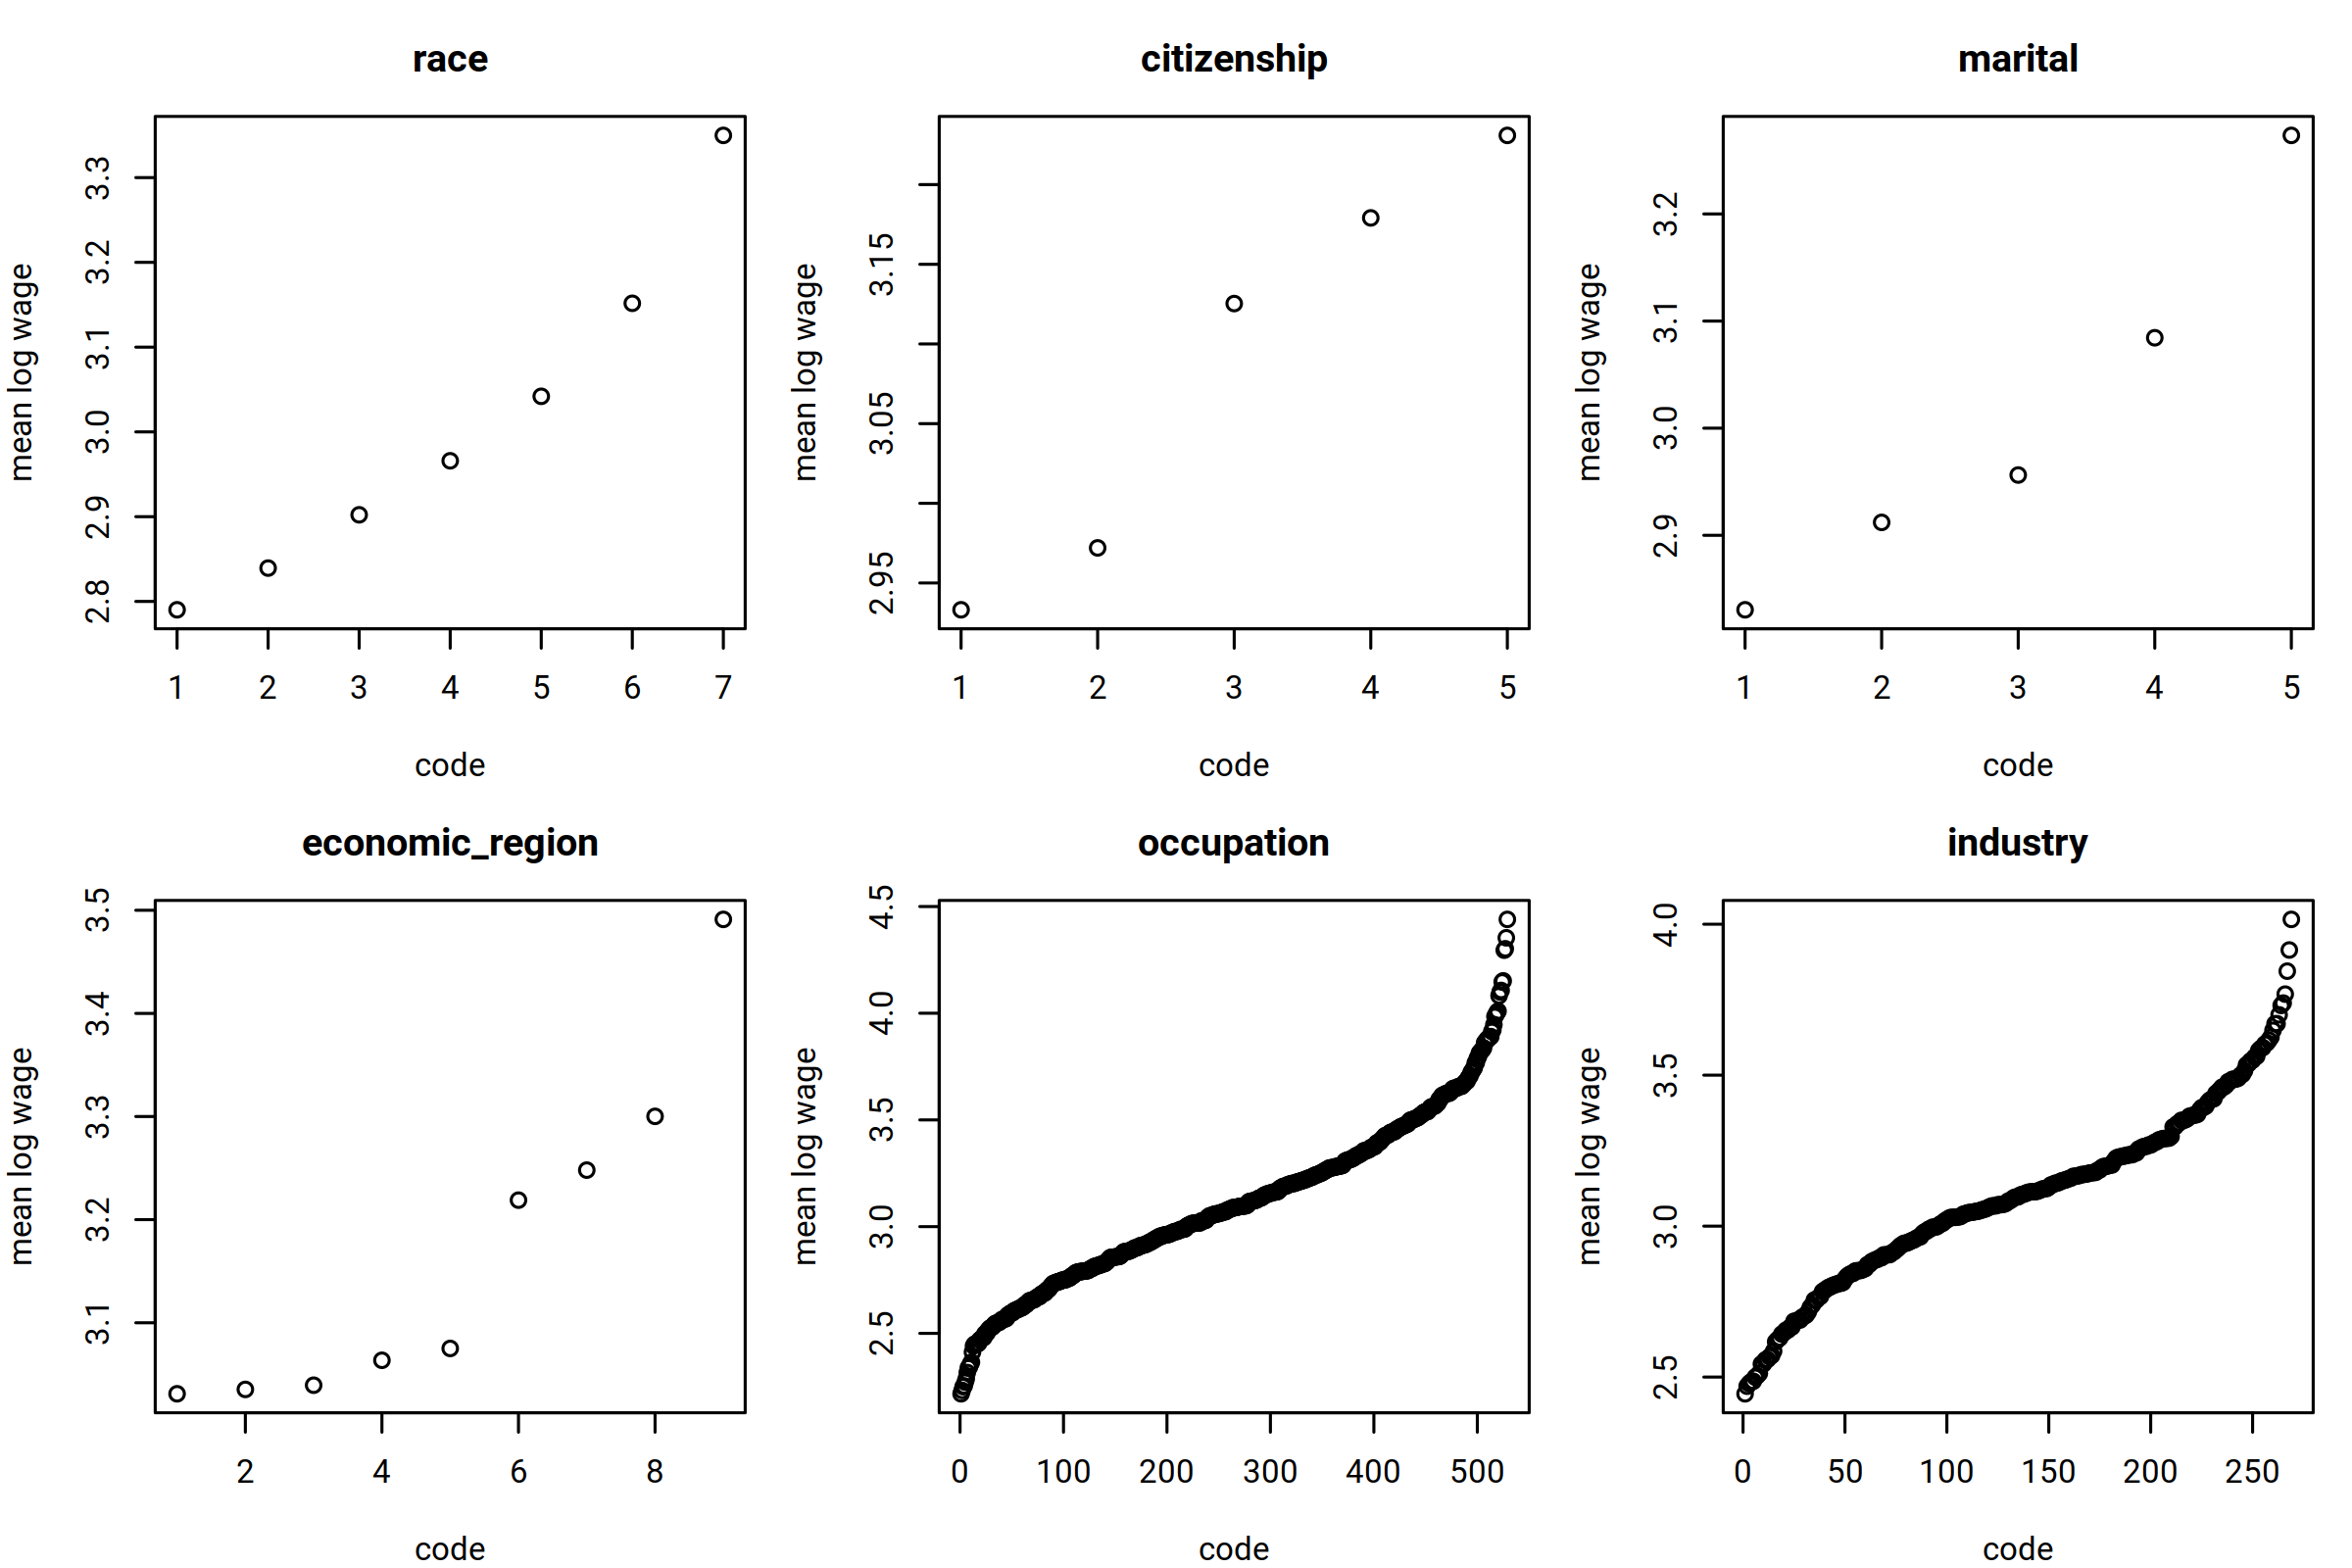 race
mean log wage
3.3
3.2
3.1
3.0
2.9
2.8
1 2 3 4 5 6 7
code
citizenship
mean log wage
3.15
3.05
2.95
1 2 3 4 5
code
marital
mean log wage
3.2
3.1
3.0
2.9
1 2 3 4 5
code
economic_region
mean log wage
3.5
3.4
3.3
3.2
3.1
2 4 6 8
code
occupation
mean log wage
4.5
4.0
3.5
3.0
2.5
0 100 200 300 400 500
code
industry
mean log wage
4.0
3.5
3.0
2.5
0 50 100 150 200 250
code